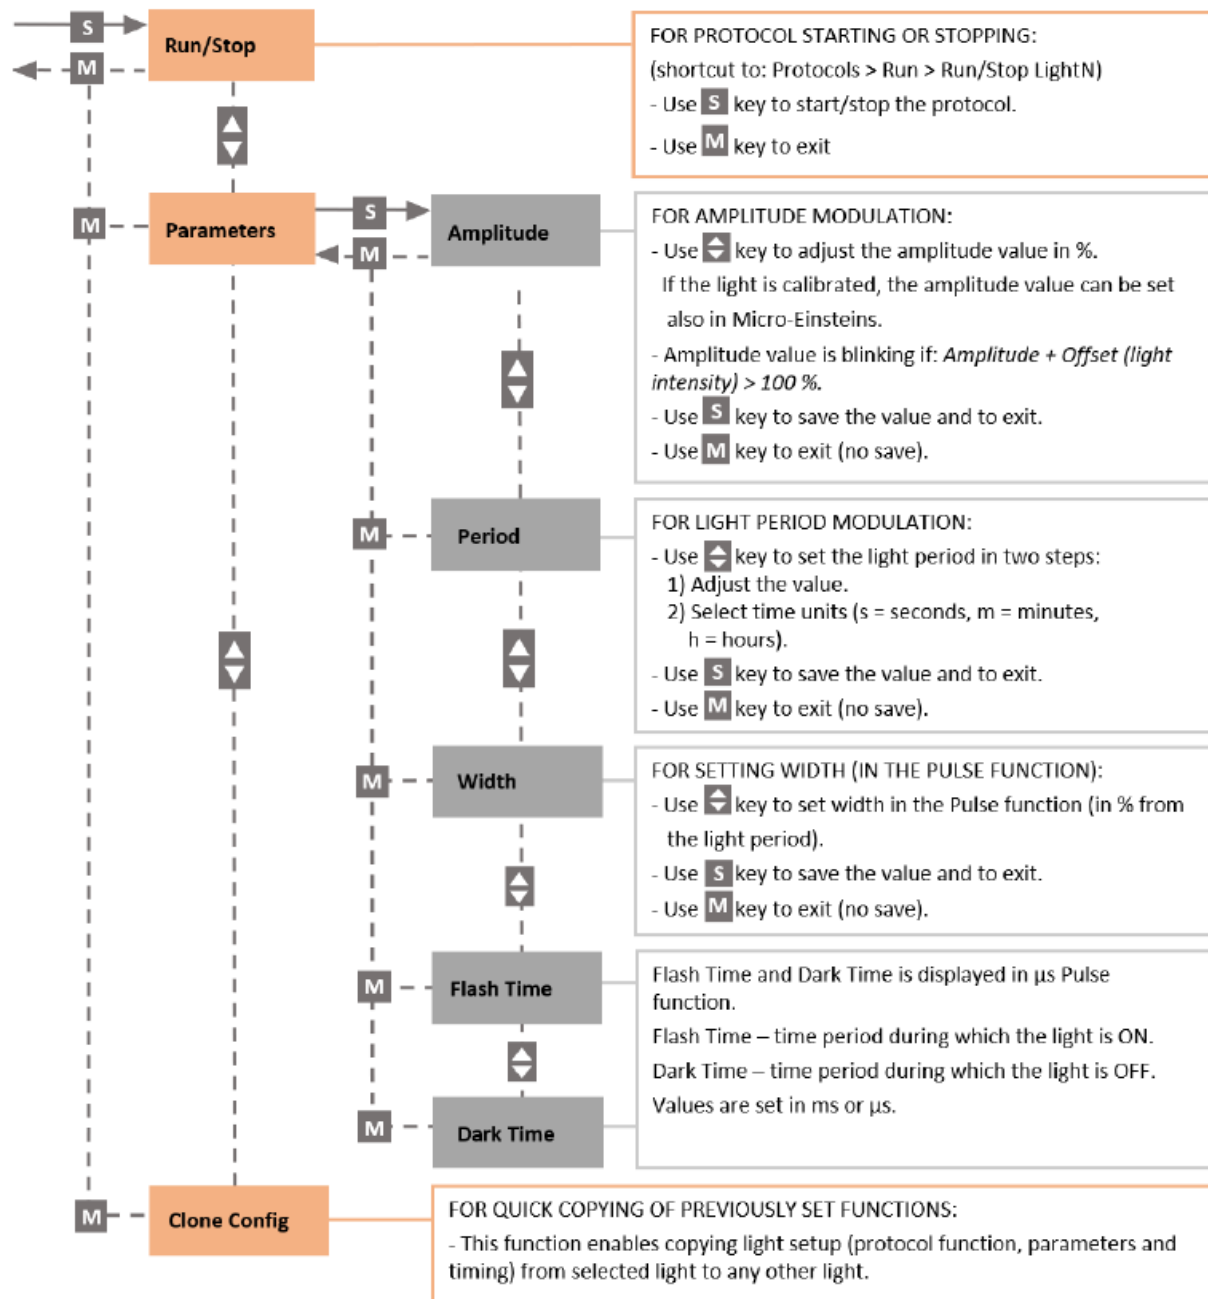 S
Run/Stop
M
FOR PROTOCOL STARTING OR STOPPING:
(shortcut to: Protocols > Run > Run/Stop LightN)
- Use S key to start/stop the protocol.
- Use M key to exit
M
Parameters
S
M
Amplitude
FOR AMPLITUDE MODULATION:
- Use key to adjust the amplitude value in %.
If the light is calibrated, the amplitude value can be set
also in Micro-Einsteins.
- Amplitude value is blinking if: Amplitude + Offset (light
intensity) > 100 %.
- Use S key to save the value and to exit.
- Use M key to exit (no save).
M
Period
FOR LIGHT PERIOD MODULATION:
- Use key to set the light period in two steps:
1) Adjust the value.
2) Select time units (s = seconds, m = minutes,
h = hours).
- Use S key to save the value and to exit.
- Use M key to exit (no save).
M
Width
FOR SETTING WIDTH (IN THE PULSE FUNCTION):
- Use key to set width in the Pulse function (in % from
the light period).
- Use S key to save the value and to exit.
- Use M key to exit (no save).
M
Flash Time
Flash Time and Dark Time is displayed in µs Pulse
function.
Flash Time – time period during which the light is ON.
Dark Time – time period during which the light is OFF.
Values are set in ms or µs.
M
Dark Time
M
Clone Config
FOR QUICK COPYING OF PREVIOUSLY SET FUNCTIONS:
- This function enables copying light setup (protocol function, parameters and
timing) from selected light to any other light.